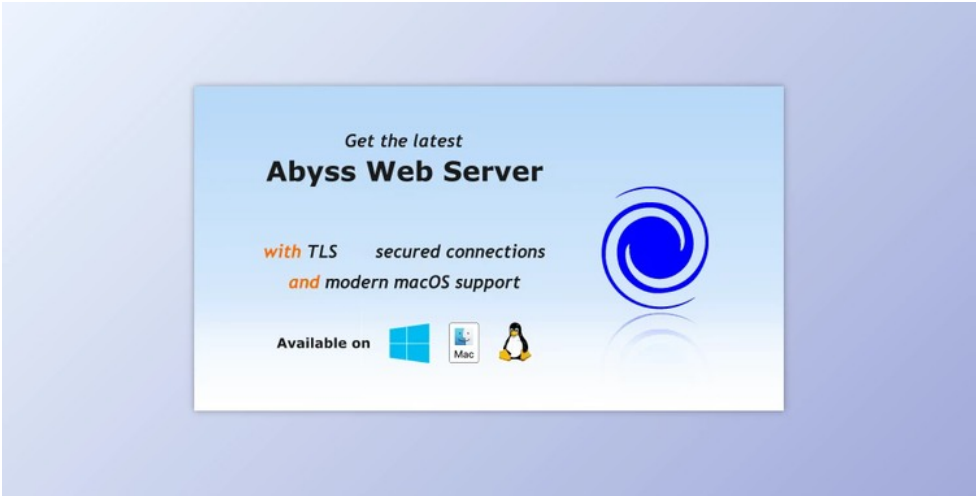 Get the latest
Abyss Web Server
with TLS secured connections
and modern macOS support
Available on
Mac